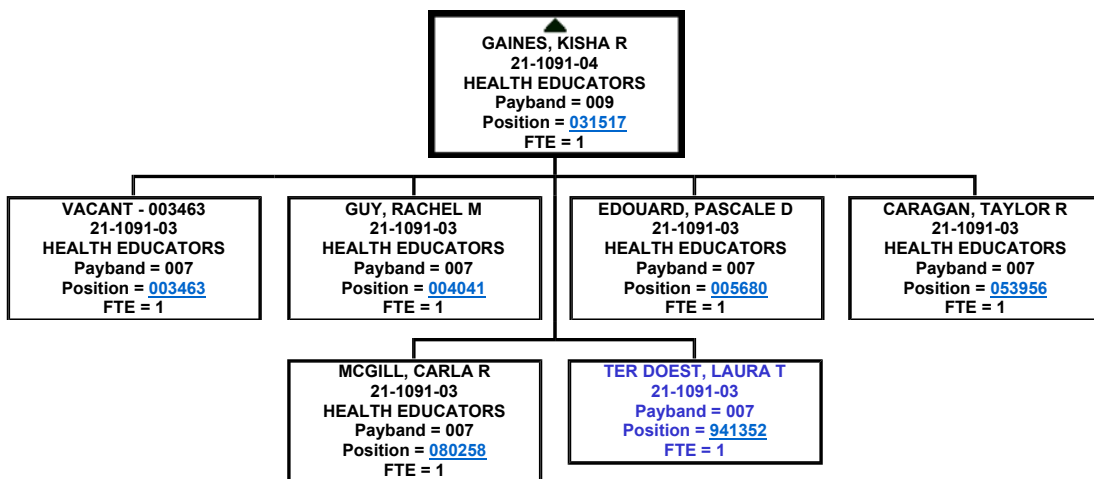 GAINES, KISHA R
21-1091-04
HEALTH EDUCATORS
Payband = 009
Position = 031517
FTE = 1
VACANT - 003463
21-1091-03
HEALTH EDUCATORS
Payband = 007
Position = 003463
FTE = 1
GUY, RACHEL M
21-1091-03
HEALTH EDUCATORS
Payband = 007
Position = 004041
FTE = 1
EDOUARD, PASCALE D
21-1091-03
HEALTH EDUCATORS
Payband = 007
Position = 005680
FTE = 1
CARAGAN, TAYLOR R
21-1091-03
HEALTH EDUCATORS
Payband = 007
Position = 053956
FTE = 1
MCGILL, CARLA R
21-1091-03
HEALTH EDUCATORS
Payband = 007
Position = 080258
FTE = 1
TER DOEST, LAURA T
21-1091-03
Payband = 007
Position = 941352
FTE = 1